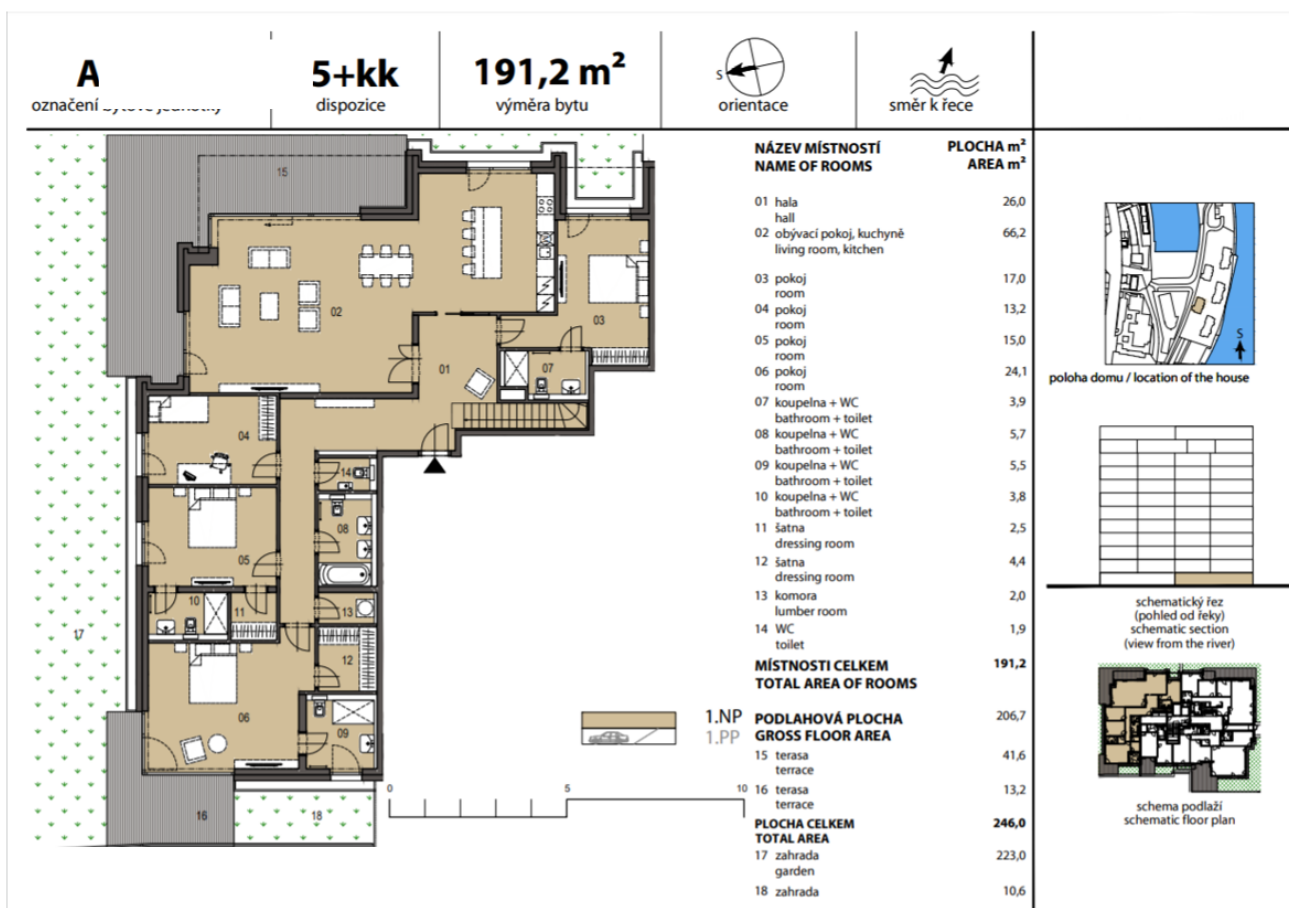 A 5+kk 191,2 m²
označení bytové jednotky dispozice výměra bytu orientace směr k řece
S
NÁZEV MÍSTNOSTÍ PLOCHA m²
NAME OF ROOMS AREA m²
01 hala 26,0
hall
02 obývací pokoj, kuchyně 66,2
living room, kitchen
03 pokoj 17,0
room
04 pokoj 13,2
room
05 pokoj 15,0
room
06 pokoj 24,1
room
07 koupelna + WC 3,9
bathroom + toilet
08 koupelna + WC 5,7
bathroom + toilet
09 koupelna + WC 5,5
bathroom + toilet
10 koupelna + WC 3,8
bathroom + toilet
11 šatna 2,5
dressing room
12 šatna 4,4
dressing room
13 komora 2,0
lumber room
14 WC 1,9
toilet
MÍSTNOSTI CELKEM 191,2
TOTAL AREA OF ROOMS
PODLAHOVÁ PLOCHA 206,7
GROSS FLOOR AREA
15 terasa 41,6
terrace
16 terasa 13,2
terrace
PLOCHA CELKEM 246,0
TOTAL AREA
17 zahrada 223,0
garden
18 zahrada 10,6
15
02
03
01
07
04
14
08
05
10
11
13
12
17
06
09
16
18
1.NP
1.PP
0 5 10
S
poloha domu / location of the house
schematický řez
(pohled od řeky)
schematic section
(view from the river)
schema podlaží
schematic floor plan